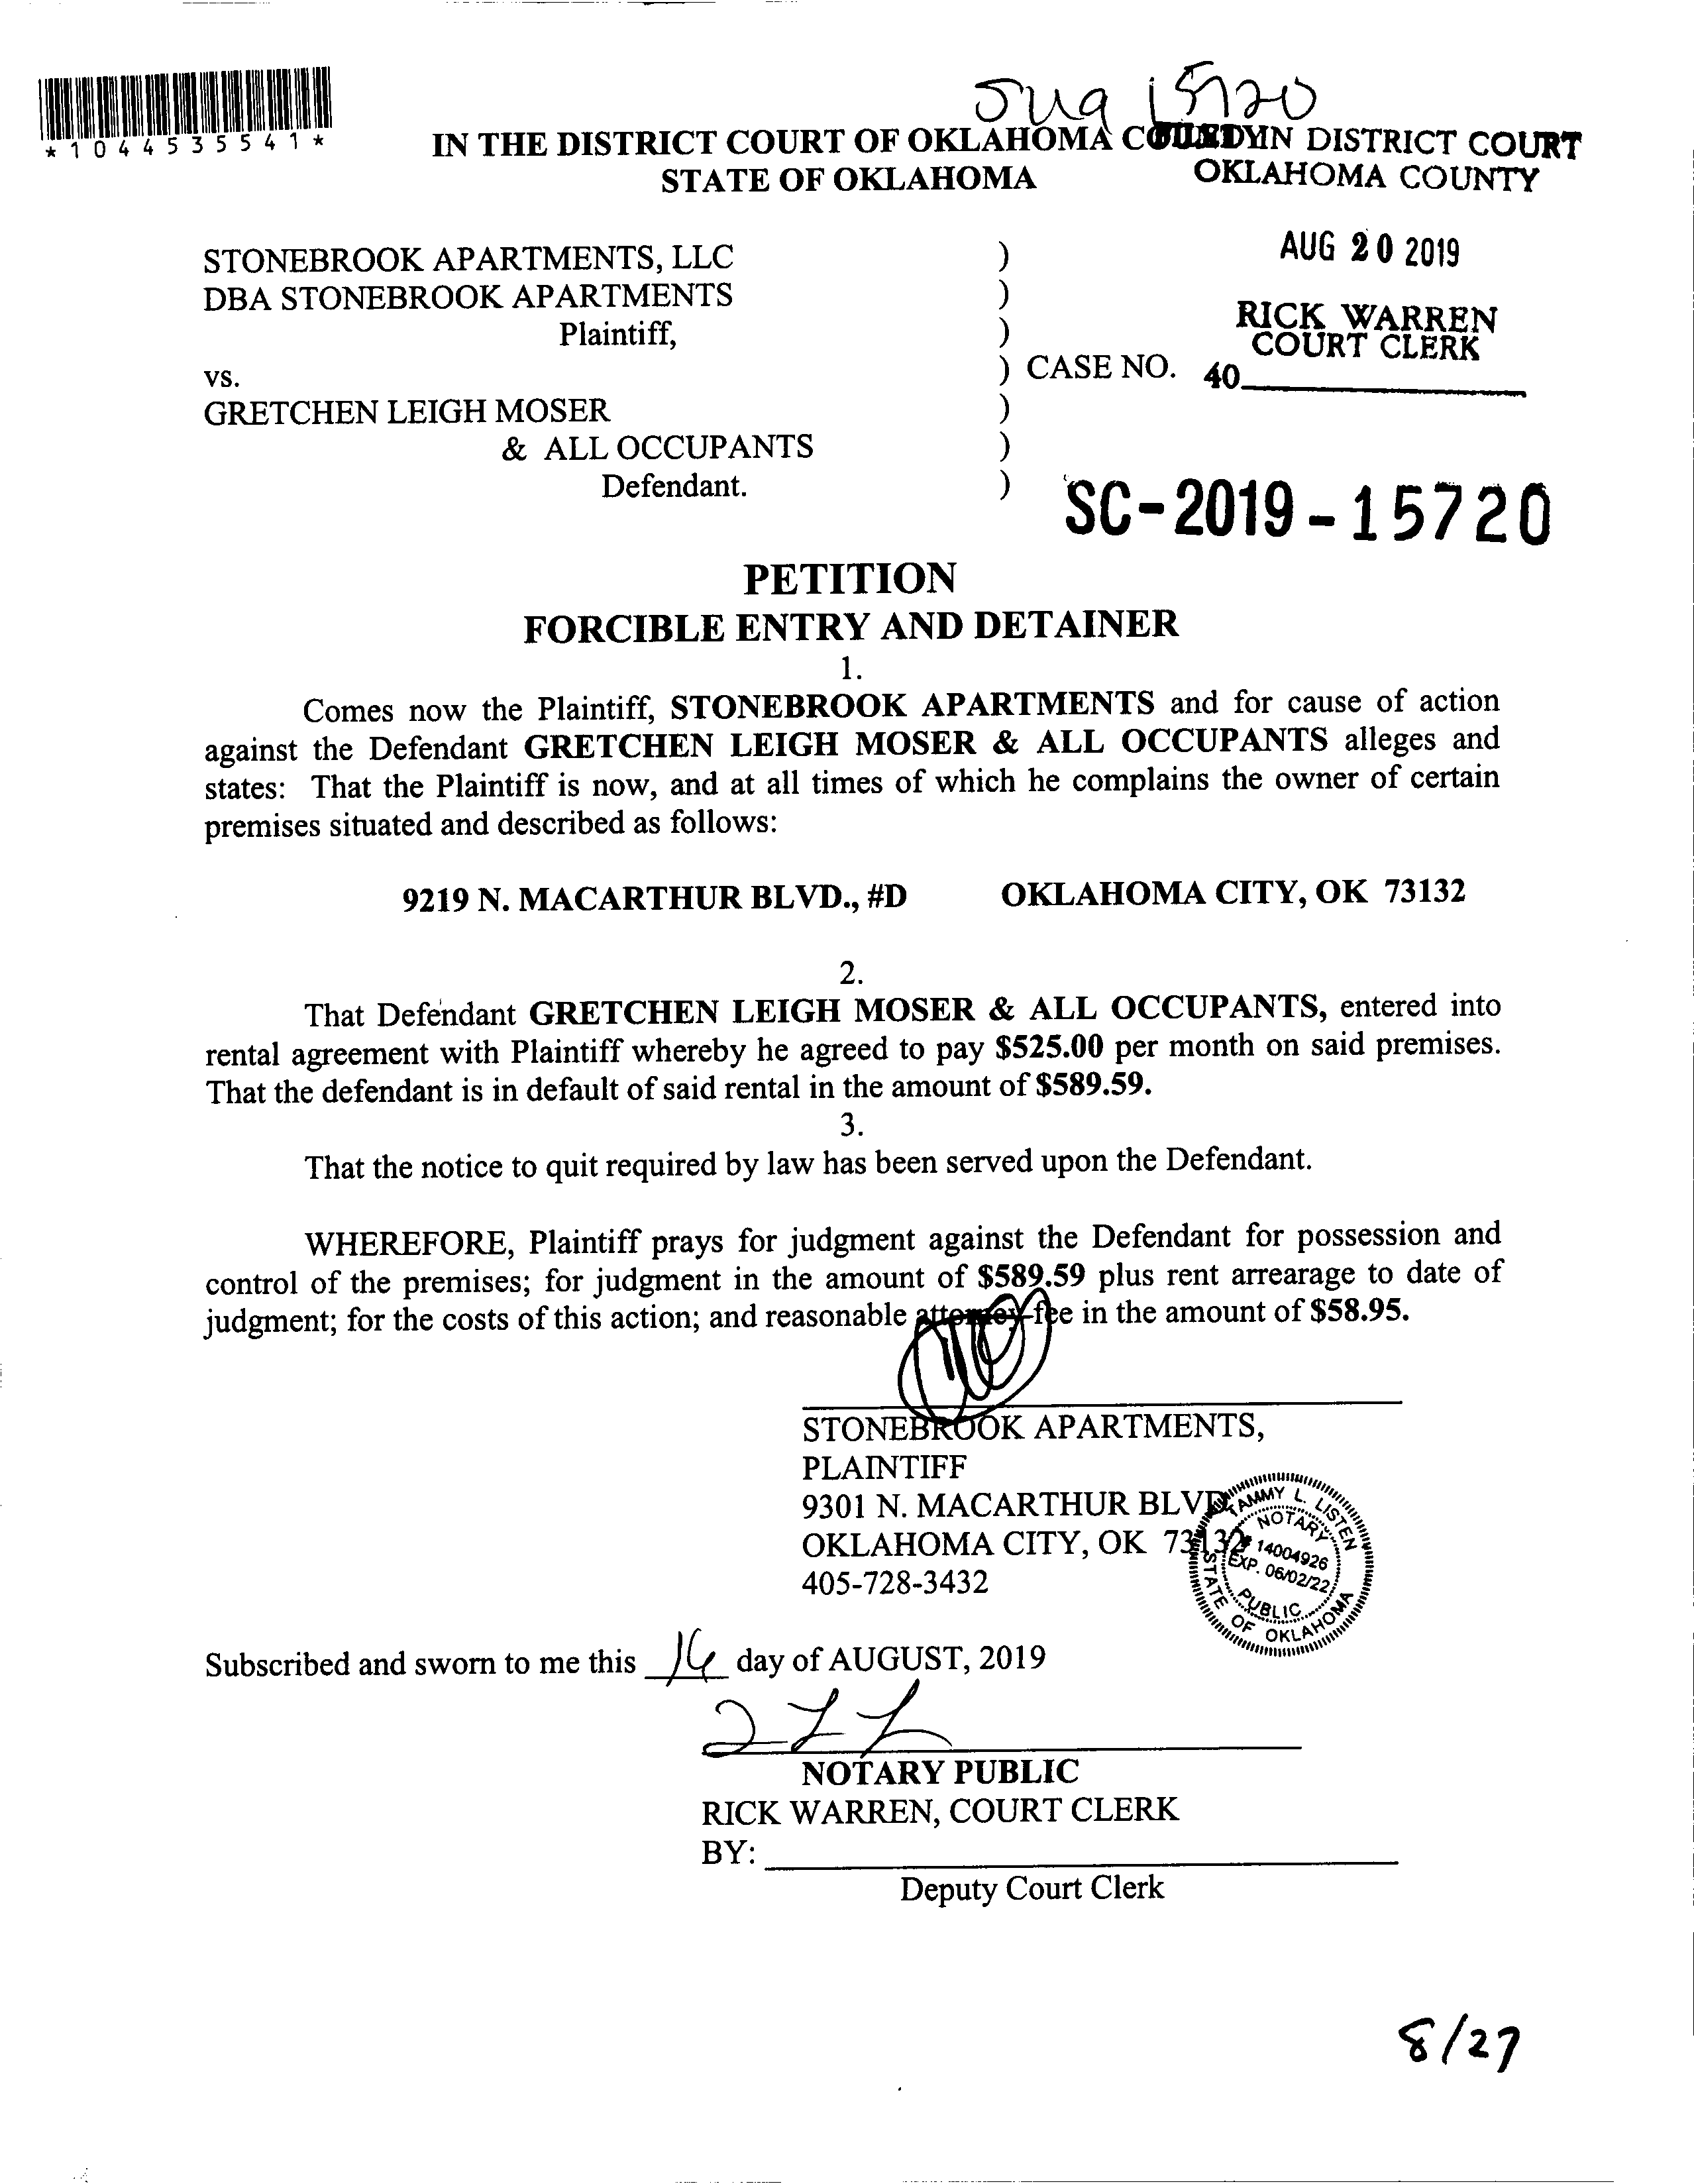 *1044535541*
IN THE DISTRICT COURT OF OKLAHOMA COUNTY
STATE OF OKLAHOMA
FILED IN DISTRICT COURT
OKLAHOMA COUNTY
AUG 20 2019
RICK WARREN
COURT CLERK
40
STONEBROOK APARTMENTS, LLC )
DBA STONEBROOK APARTMENTS )
Plaintiff, )
vs. ) CASE NO.
GRETCHEN LEIGH MOSER )
& ALL OCCUPANTS )
Defendant. )
SC-2019-15720
PETITION
FORCIBLE ENTRY AND DETAINER
1.
Comes now the Plaintiff, STONEBROOK APARTMENTS and for cause of action
against the Defendant GRETCHEN LEIGH MOSER & ALL OCCUPANTS alleges and
states: That the Plaintiff is now, and at all times of which he complains the owner of certain
premises situated and described as follows:
9219 N. MACARTHUR BLVD., #D OKLAHOMA CITY, OK 73132
2.
That Defendant GRETCHEN LEIGH MOSER & ALL OCCUPANTS, entered into
rental agreement with Plaintiff whereby he agreed to pay $525.00 per month on said premises.
That the defendant is in default of said rental in the amount of $589.59.
3.
That the notice to quit required by law has been served upon the Defendant.
WHEREFORE, Plaintiff prays for judgment against the Defendant for possession and
control of the premises; for judgment in the amount of $589.59 plus rent arrearage to date of
judgment; for the costs of this action; and reasonable attorney fee in the amount of $58.95.
STONEBROOK APARTMENTS,
PLAINTIFF
9301 N. MACARTHUR BLVD.
OKLAHOMA CITY, OK 73132
405-728-3432
TAMMY L. LISTEN
NOTARY
# 14004926
EXP. 06/02/22
PUBLIC
STATE OF OKLAHOMA
Subscribed and sworn to me this day of AUGUST, 2019
NOTARY PUBLIC
RICK WARREN, COURT CLERK
BY:
Deputy Court Clerk
8/27